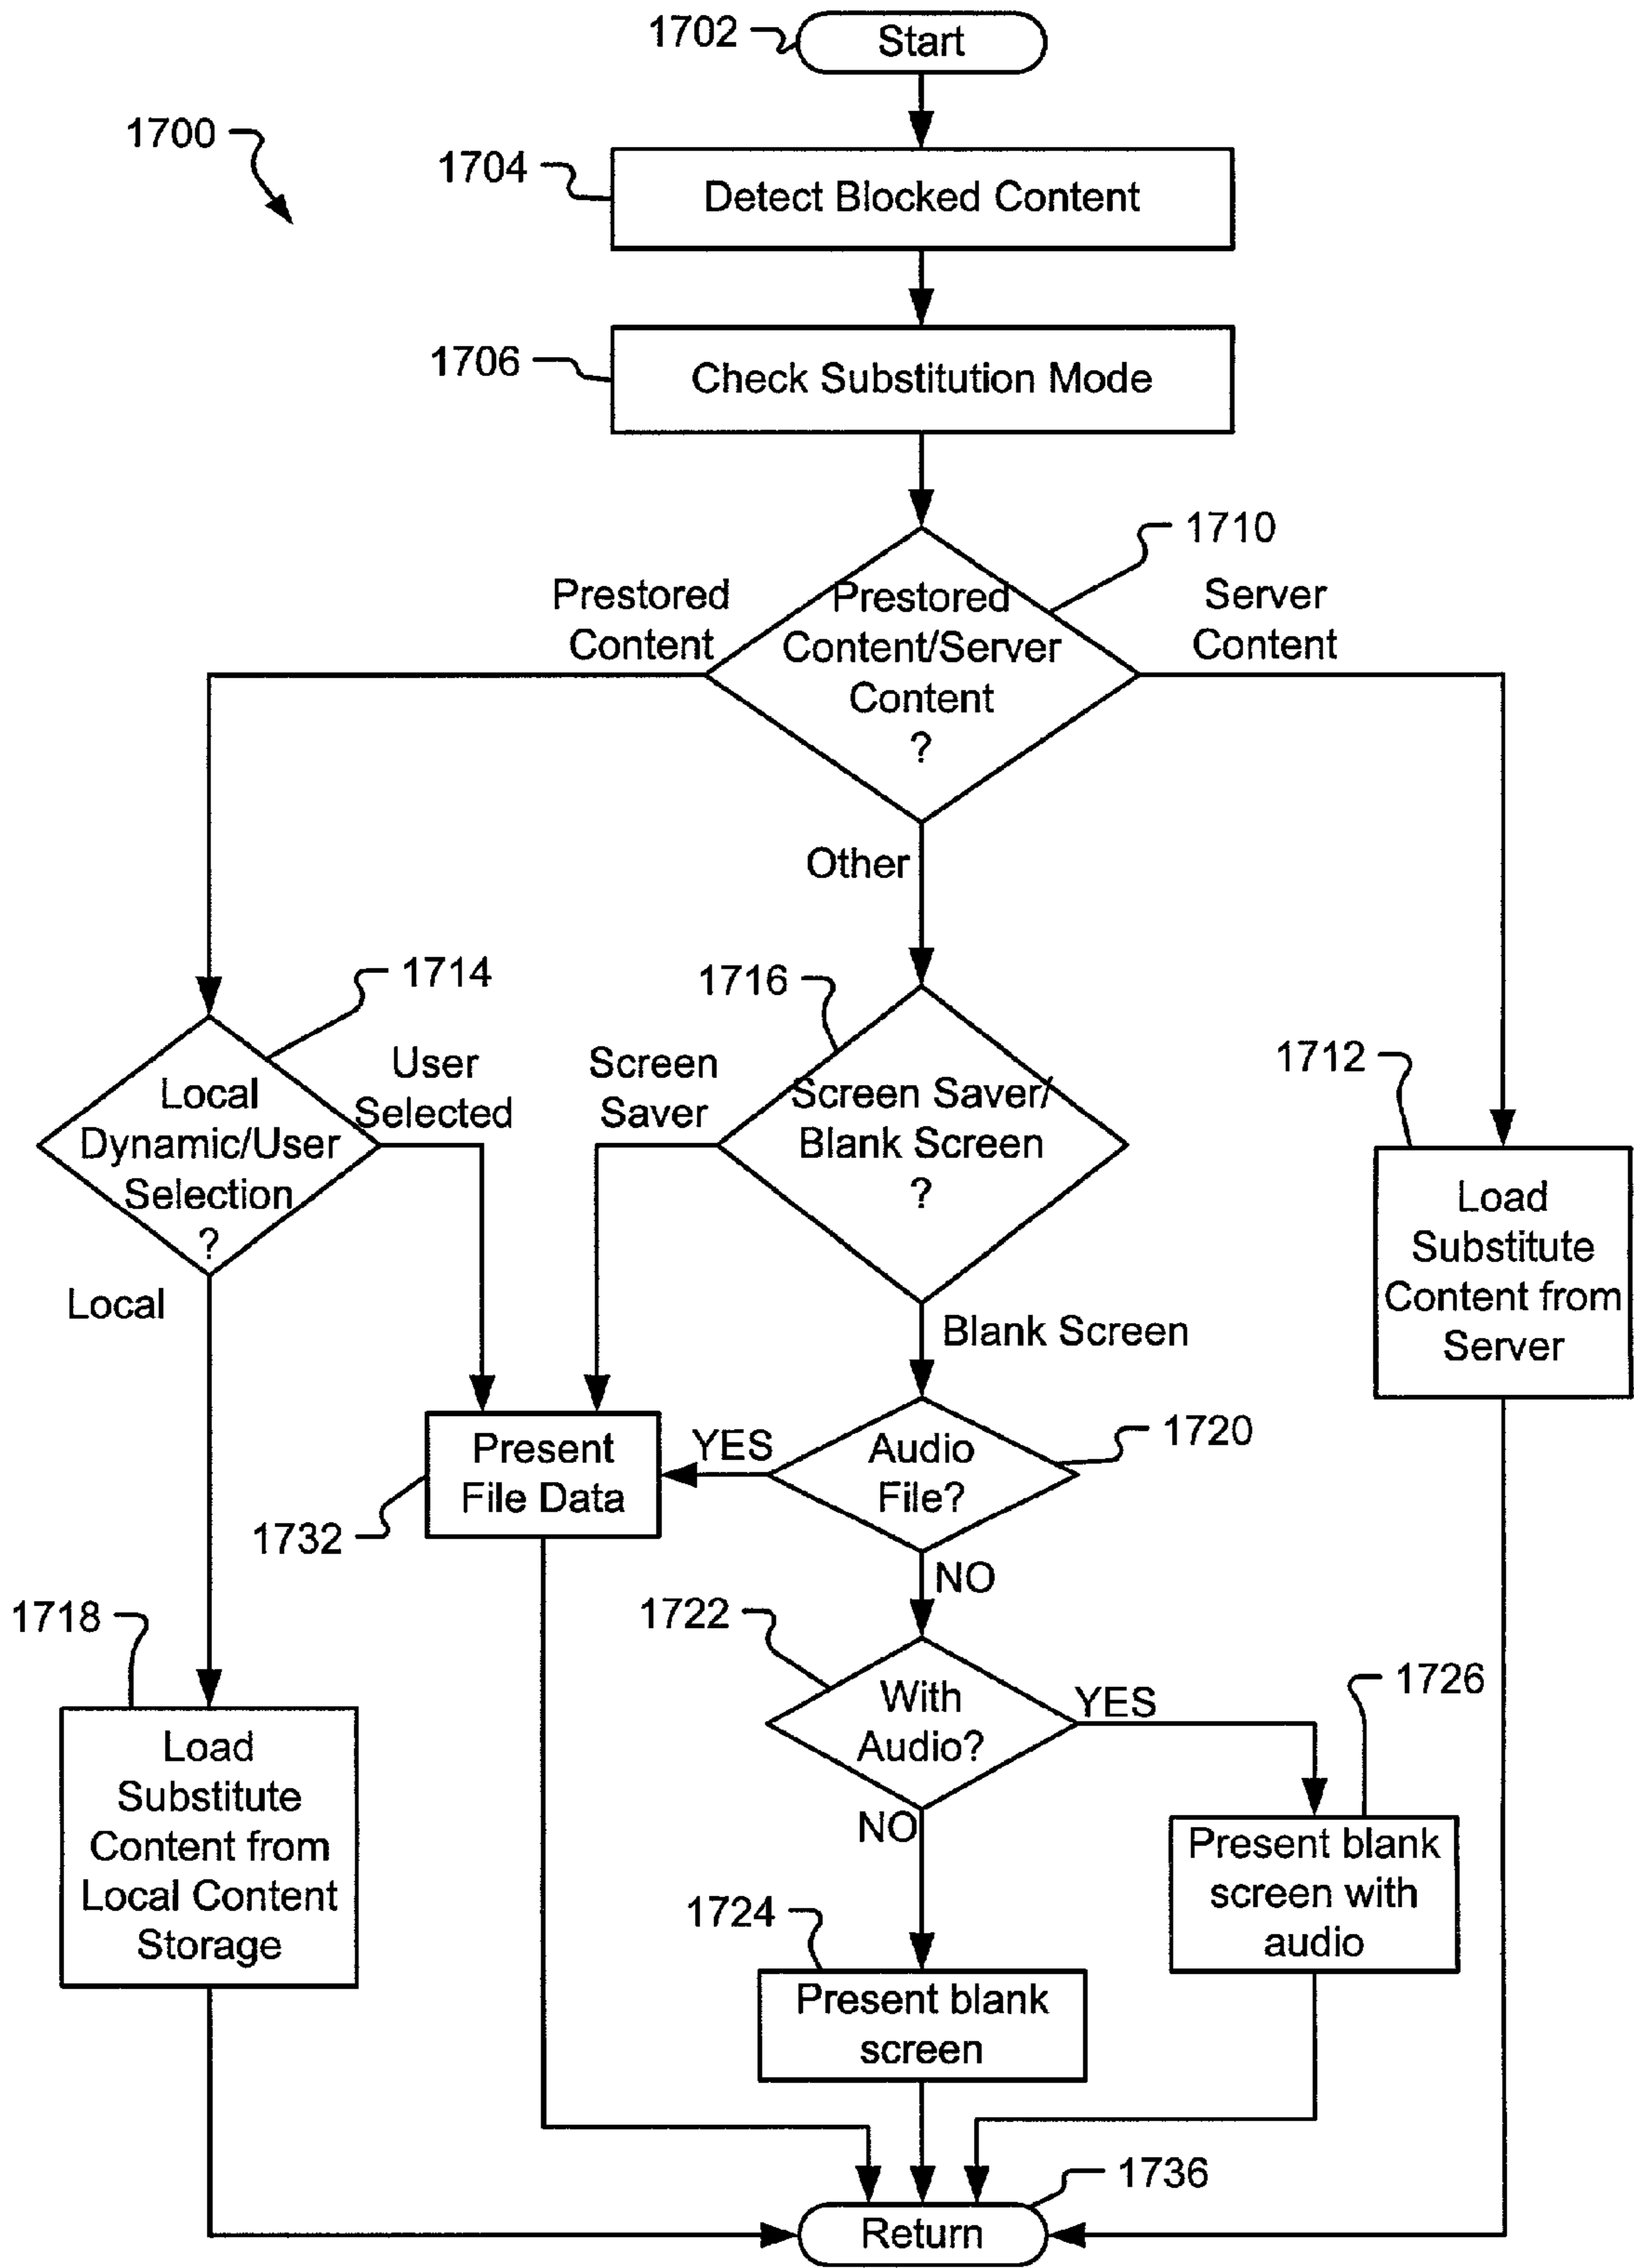 1702
Start
1700
1704
Detect Blocked Content
1706
Check Substitution Mode
1710
Prestored
Content
Prestored
Content/Server
Content
?
Server
Content
Other
1714
1716
1712
Local
Dynamic/User
Selection
?
User
Selected
Screen
Saver
Screen Saver/
Blank Screen
?
Load
Substitute
Content from
Server
Local
Blank Screen
1720
Present
File Data
YES
Audio
File?
1732
NO
1718
1722
1726
Load
Substitute
Content from
Local Content
Storage
With
Audio?
YES
NO
Present blank
screen with
audio
1724
Present blank
screen
1736
Return